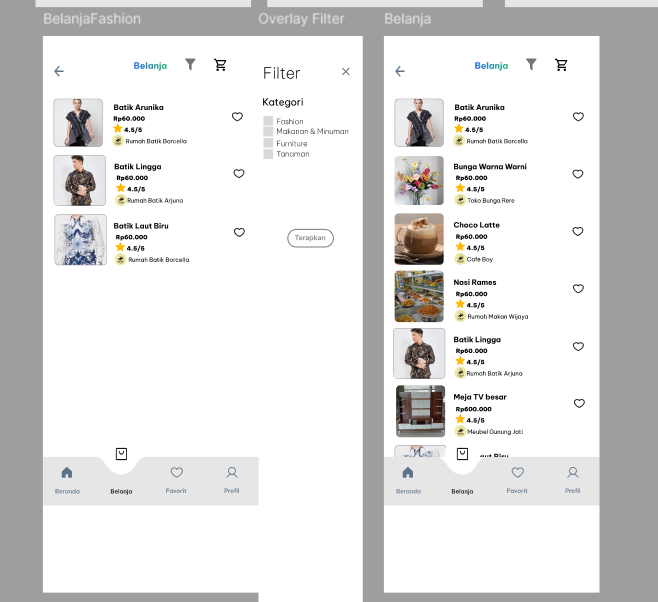 BelanjaFashion
Belanja
Batik Arunika
Rp60.000
4.5/5
Rumah Batik Borcella
Batik Lingga
Rp60.000
4.5/5
Rumah Batik Arjuna
Batik Laut Biru
Rp60.000
4.5/5
Rumah Batik Borcella
Beranda
Belanja
Favorit
Profil
Overlay Filter
Filter
Kategori
Fashion
Makanan & Minuman
Furniture
Tanaman
Terapkan
Belanja
Belanja
Batik Arunika
Rp60.000
4.5/5
Rumah Batik Borcella
Bunga Warna Warni
Rp60.000
4.5/5
Toko Bunga Rere
Choco Latte
Rp60.000
4.5/5
Cafe Boy
Nasi Rames
Rp60.000
4.5/5
Rumah Makan Wijaya
Batik Lingga
Rp60.000
4.5/5
Rumah Batik Arjuna
Meja TV besar
Rp600.000
4.5/5
Meubel Gunung Jati
Beranda
Belanja
Favorit
Profil